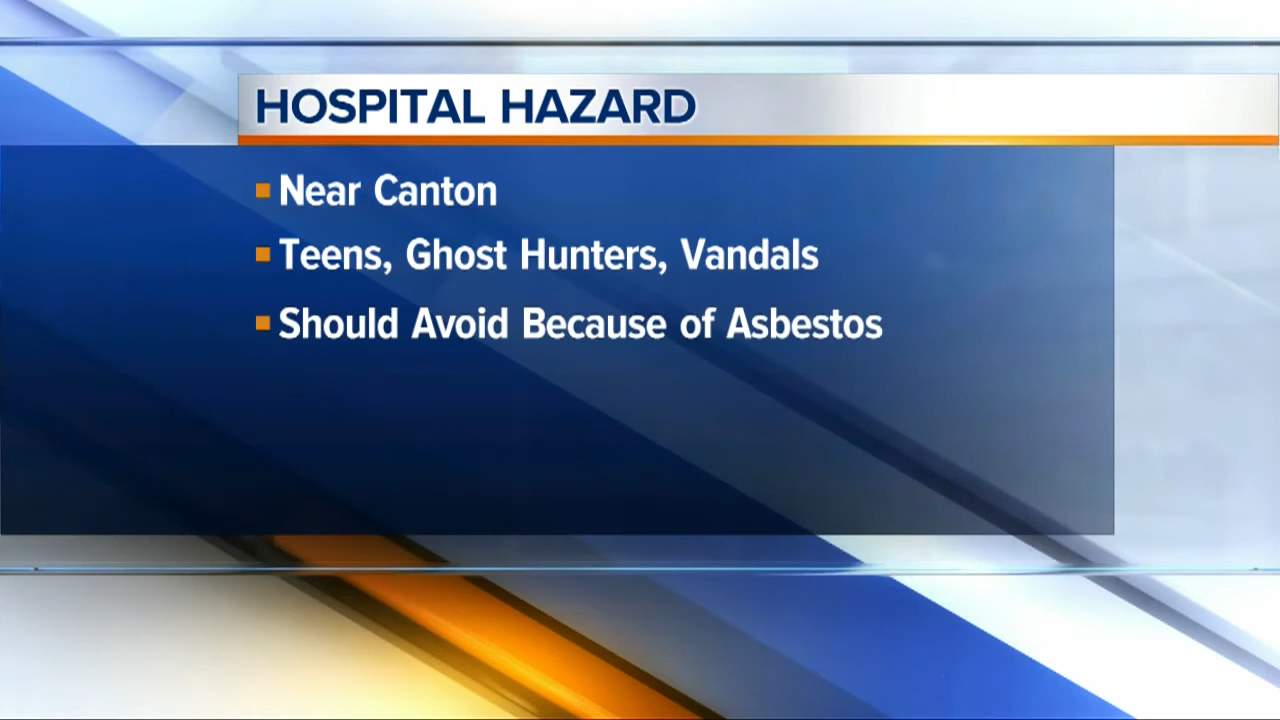 HOSPITAL HAZARD
Near Canton
Teens, Ghost Hunters, Vandals
Should Avoid Because of Asbestos